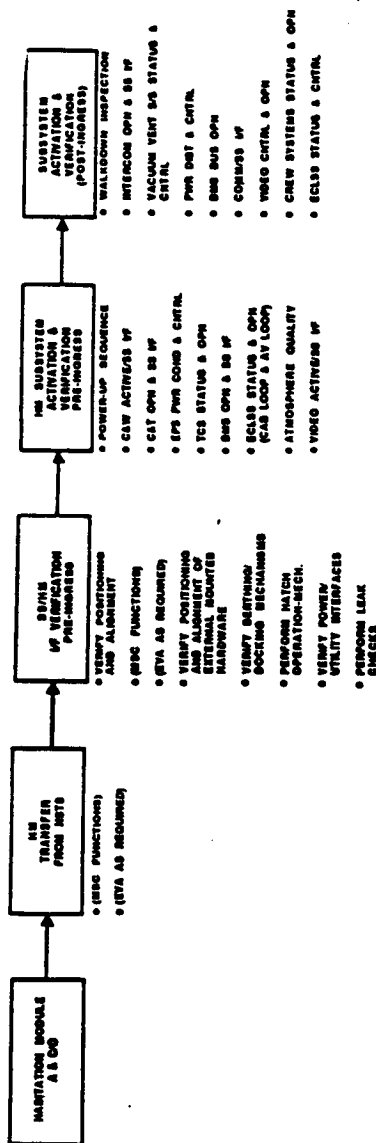 HABITATION MODULE
A & C/O
HM
TRANSFER
FROM NSTS
• (MSC FUNCTIONS)
• (EVA AS REQUIRED)
SS/HM
I/F VERIFICATION
PRE-INGRESS
• VERIFY POSITIONING
AND ALIGNMENT
• (MSC FUNCTIONS)
• (EVA AS REQUIRED)
• VERIFY POSITIONING
AND ALIGNMENT OF
EXTERNAL MOUNTED
HARDWARE
• VERIFY BERTHING/
DOCKING MECHANISMS
• PERFORM HATCH
OPERATION-MECH.
• VERIFY POWER/
UTILITY INTERFACES
• PERFORM LEAK
CHECKS
HM SUBSYSTEM
ACTIVATION &
VERIFICATION
PRE-INGRESS
• POWER-UP SEQUENCE
• C&W ACTIVE/SS I/F
• C&T OPN & SS I/F
• EPS PWR COND & CNTRL
• TCS STATUS & OPN
• DMS OPN & SS I/F
• ECLSS STATUS & OPN
(CAB LOOP & AV LOOP)
• ATMOSPHERE QUALITY
• VIDEO ACTIVE/SS I/F
SUBSYSTEM
ACTIVATION &
VERIFICATION
(POST-INGRESS)
• WALKDOWN INSPECTION
• INTERCOM OPN & SS I/F
• VACUUM VENT S/S STATUS &
CNTRL
• PWR DIST & CNTRL
• DMS BUS OPN
• COMM/SS I/F
• VIDEO CNTRL & OPN
• CREW SYSTEMS STATUS & OPN
• ECLSS STATUS & CNTRL